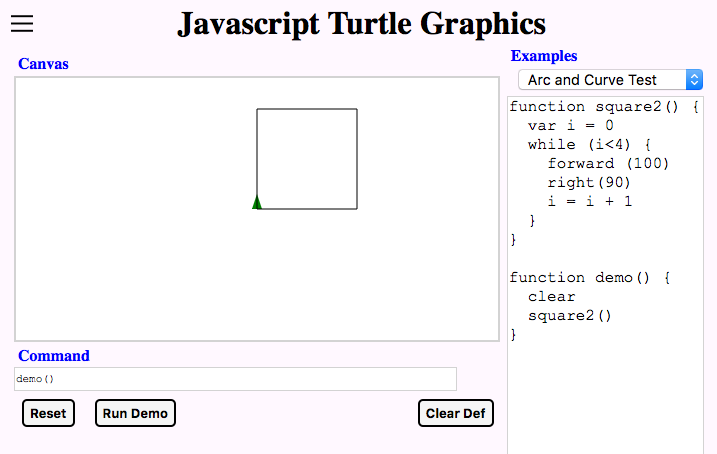 Javascript Turtle Graphics
Canvas
Examples
Arc and Curve Test
function square2() {
  var i = 0
  while (i<4) {
    forward (100)
    right(90)
    i = i + 1
  }
}

function demo() {
  clear
  square2()
}
Command
demo()
Reset
Run Demo
Clear Def